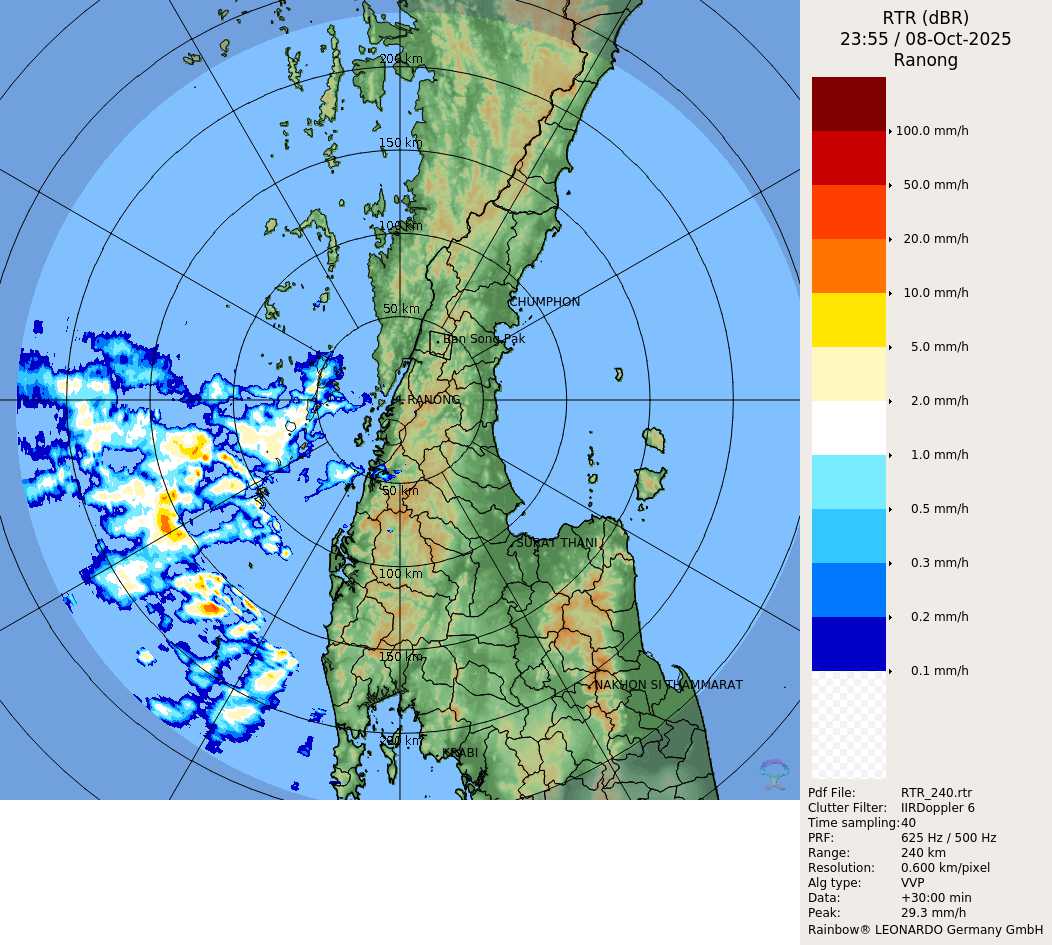 RTR (dBR)
23:55 / 08-Oct-2025
Ranong
200 km
150 km
100 km
50 km
CHUMPHON
Ban Song Pak
RANONG
50 km
SURAT THANI
100 km
150 km
NAKHON SI THAMMARAT
200 km
KRABI
100.0 mm/h
50.0 mm/h
20.0 mm/h
10.0 mm/h
5.0 mm/h
2.0 mm/h
1.0 mm/h
0.5 mm/h
0.3 mm/h
0.2 mm/h
0.1 mm/h
Pdf File: RTR_240.rtr
Clutter Filter: IIRDoppler 6
Time sampling:40
PRF: 625 Hz / 500 Hz
Range: 240 km
Resolution: 0.600 km/pixel
Alg type: VVP
Data: +30:00 min
Peak: 29.3 mm/h
Rainbow® LEONARDO Germany GmbH